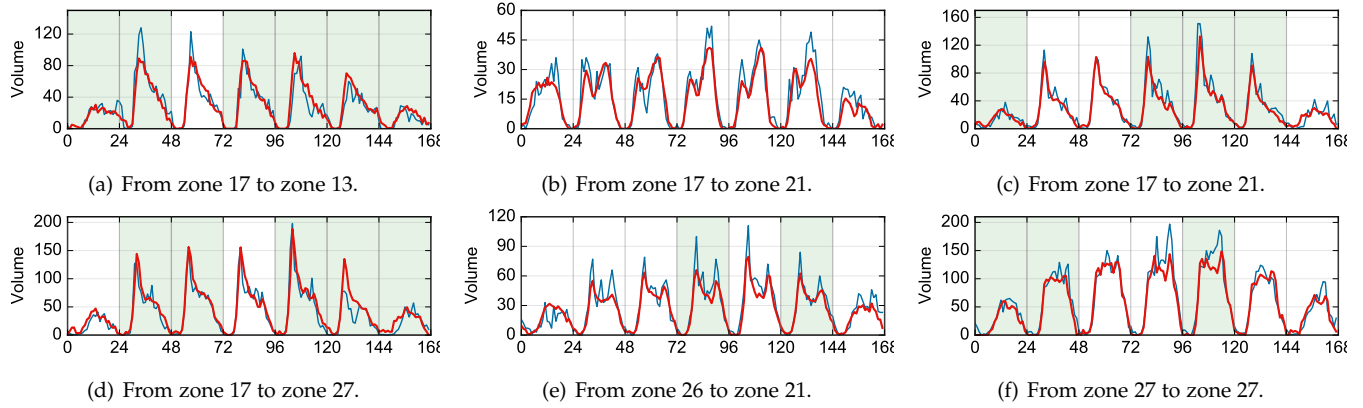 Volume
120
80
40
0
0 24 48 72 96 120 144 168
(a) From zone 17 to zone 13.
60
45
30
15
0
0 24 48 72 96 120 144 168
(b) From zone 17 to zone 21.
Volume
160
120
80
40
0
0 24 48 72 96 120 144 168
(c) From zone 17 to zone 21.
Volume
200
150
100
50
0
0 24 48 72 96 120 144 168
(d) From zone 17 to zone 27.
Volume
120
90
60
30
0
0 24 48 72 96 120 144 168
(e) From zone 26 to zone 21.
Volume
200
150
100
50
0
0 24 48 72 96 120 144 168
(f) From zone 27 to zone 27.